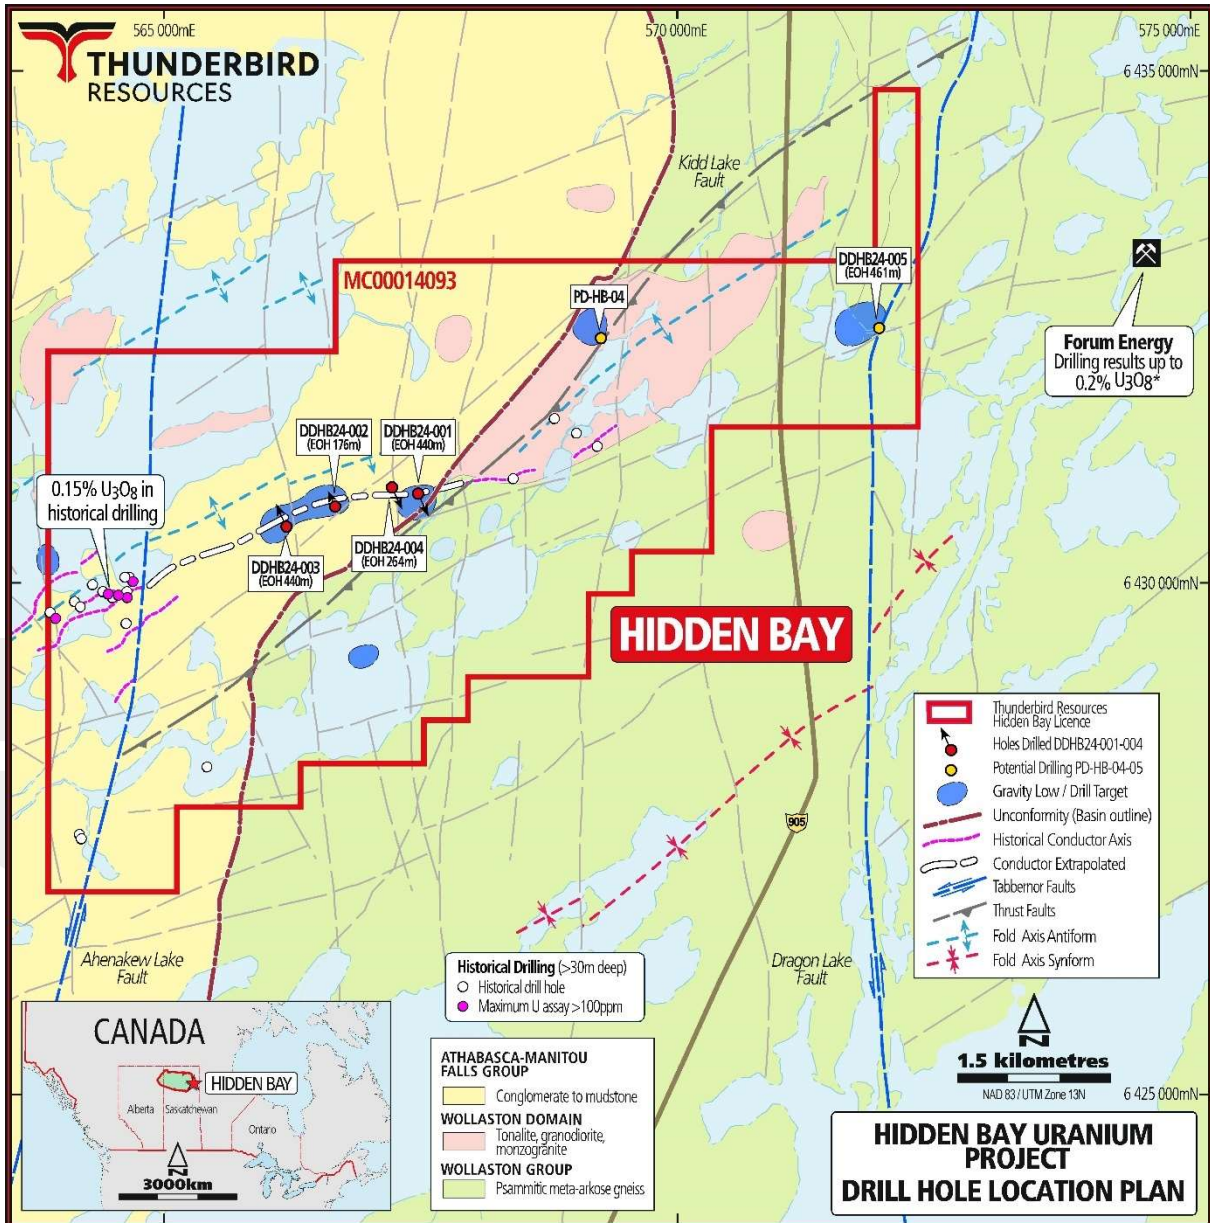 565 000mE
570 000mE
575 000mE
THUNDERBIRD
RESOURCES
6 435 000mN
Kidd Lake
Fault
MC00014093
DDHB24-005
(EOH 461m)
PD-HB-04
Forum Energy
Drilling results up to
0.2% U3O8*
DDHB24-002
(EOH 176m)
DDHB24-001
(EOH 440m)
0.15% U3O8 in
historical drilling
DDHB24-004
(EOH 264m)
DDHB24-003
(EOH 440m)
6 430 000mN
HIDDEN BAY
Thunderbird Resources
Hidden Bay Licence
Holes Drilled DDHB24-001-004
Potential Drilling PD-HB-04-05
Gravity Low / Drill Target
Unconformity (Basin outline)
Historical Conductor Axis
Conductor Extrapolated
Tabbernor Faults
Thrust Faults
Fold Axis Antiform
Fold Axis Synform
905
Ahenakew Lake
Fault
Dragon Lake
Fault
Historical Drilling (>30m deep)
Historical drill hole
Maximum U assay >100ppm
CANADA
HIDDEN BAY
Alberta
Saskatchewan
Ontario
N
3000km
ATHABASCA-MANITOU
FALLS GROUP
Conglomerate to mudstone
WOLLASTON DOMAIN
Tonalite, granodiorite,
monzogranite
WOLLASTON GROUP
Psammitic meta-arkose gneiss
N
1.5 kilometres
NAD 83 / UTM Zone 13N
6 425 000mN
HIDDEN BAY URANIUM
PROJECT
DRILL HOLE LOCATION PLAN